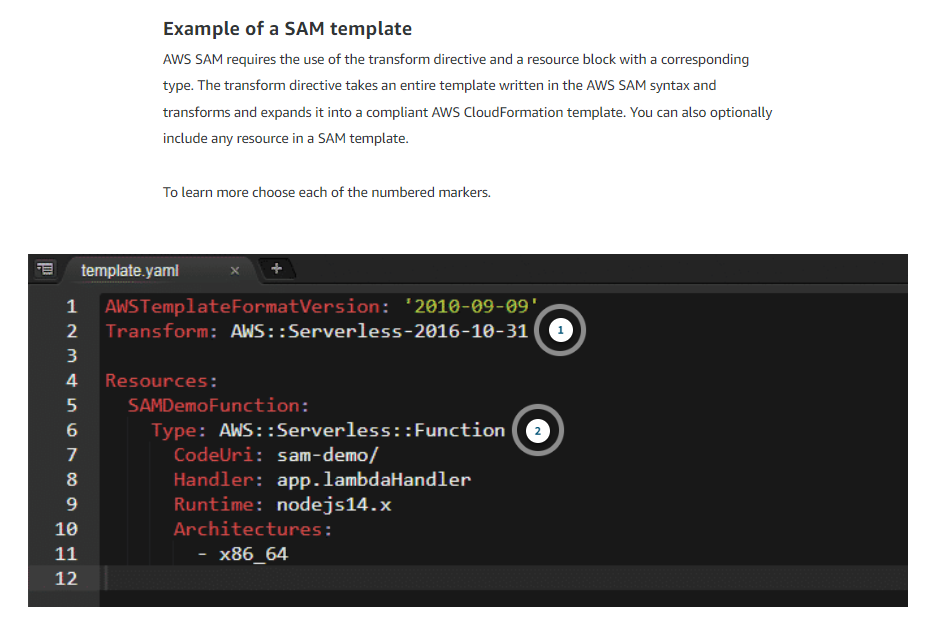 Example of a SAM template
AWS SAM requires the use of the transform directive and a resource block with a corresponding
type. The transform directive takes an entire template written in the AWS SAM syntax and
transforms and expands it into a compliant AWS CloudFormation template. You can also optionally
include any resource in a SAM template.
To learn more choose each of the numbered markers.
template.yaml × +
1 AWSTemplateFormatVersion: '2010-09-09'
2 Transform: AWS::Serverless-2016-10-31 1
3
4 Resources:
5   SAMDemoFunction:
6     Type: AWS::Serverless::Function 2
7       CodeUri: sam-demo/
8       Handler: app.lambdaHandler
9       Runtime: nodejs14.x
10       Architectures:
11         - x86_64
12